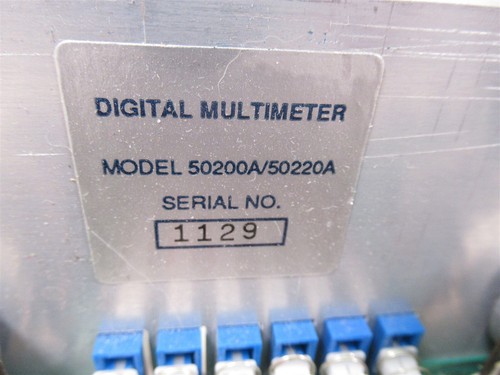 DIGITAL MULTIMETER
MODEL 50200A/50220A
SERIAL NO.
1129